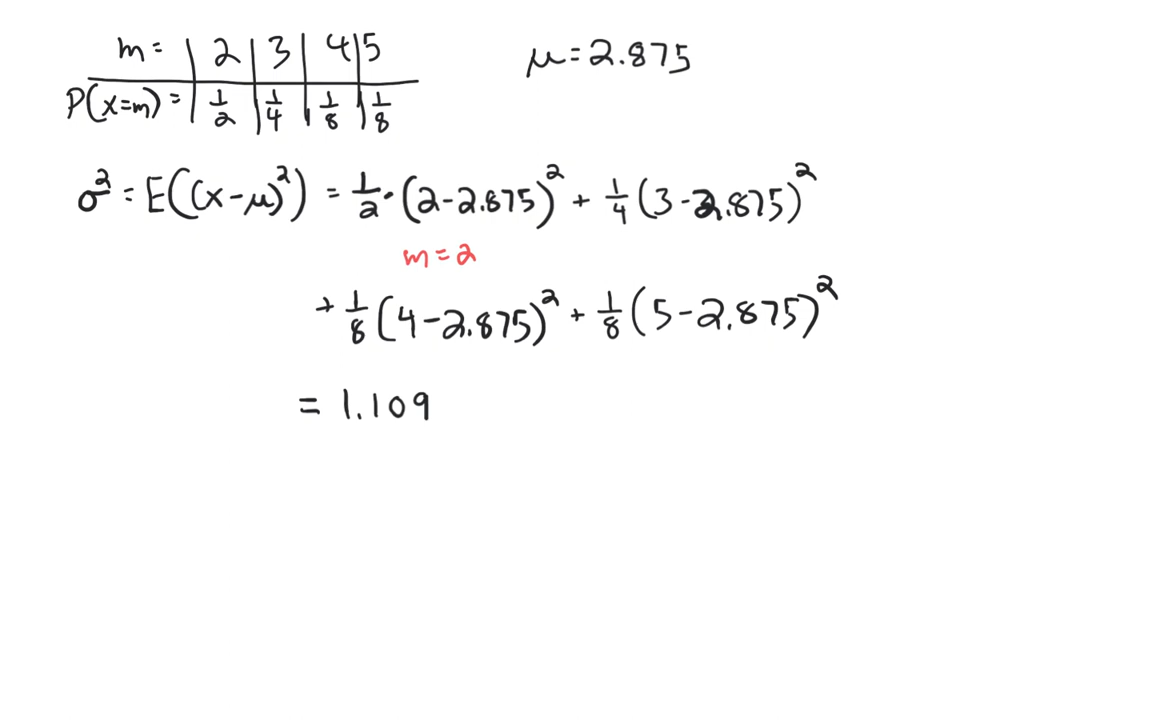 m = | 2 | 3 | 4 | 5
μ = 2.875
P(x=m) = | 1/2 | 1/4 | 1/8 | 1/8
σ² = E((x-μ)²) = 1/2 · (2-2.875)² + 1/4 (3-2.875)²
m = 2
+ 1/8 (4-2.875)² + 1/8 (5-2.875)²
= 1.109